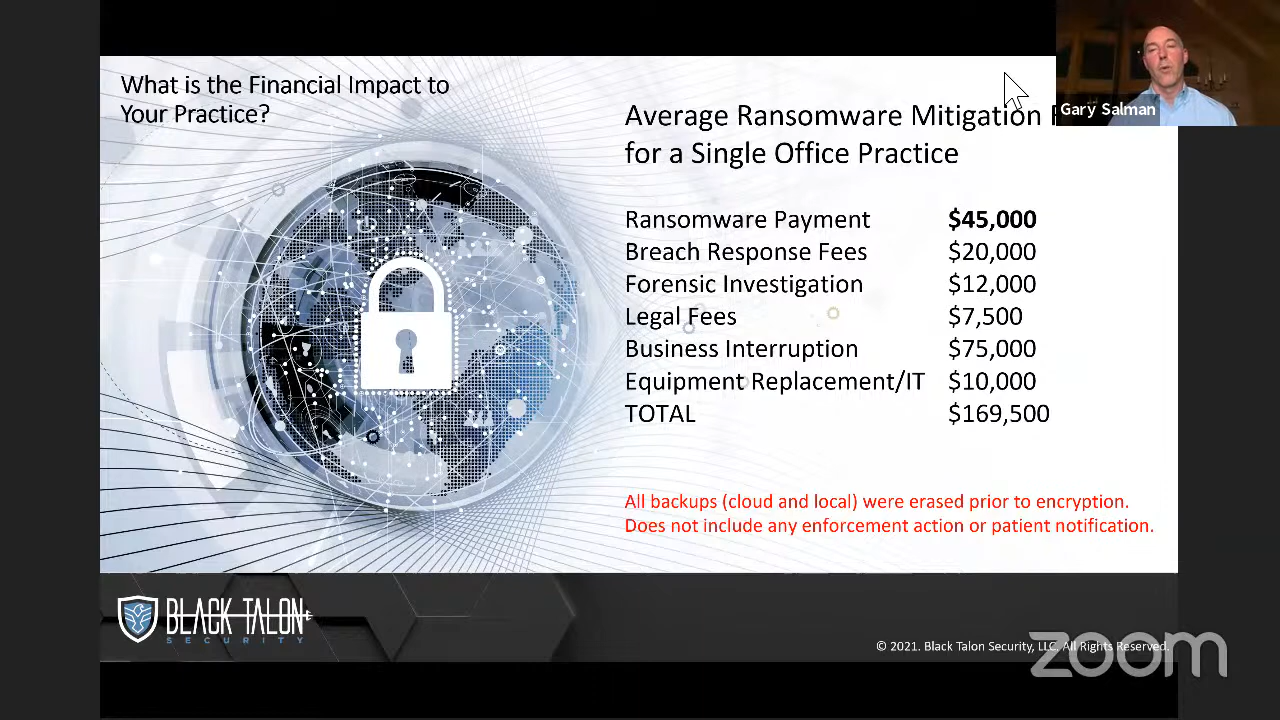 What is the Financial Impact to
Your Practice?
Gary Salman
Average Ransomware Mitigation
for a Single Office Practice
Ransomware Payment $45,000
Breach Response Fees $20,000
Forensic Investigation $12,000
Legal Fees $7,500
Business Interruption $75,000
Equipment Replacement/IT $10,000
TOTAL $169,500
All backups (cloud and local) were erased prior to encryption.
Does not include any enforcement action or patient notification.
BLACK TALON
SECURITY
© 2021. Black Talon Security, LLC, All Rights Reserved.
zoom